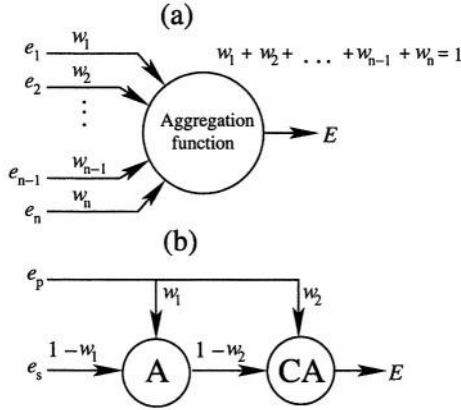 (a)
e₁ w₁ w₁ + w₂ + . . . + wₙ₋₁ + wₙ = 1
e₂ w₂
⋮
Aggregation
function
E
eₙ₋₁ wₙ₋₁
eₙ wₙ
(b)
eₚ
w₁ w₂
1 – w₁ 1 – w₂
eₛ A CA E